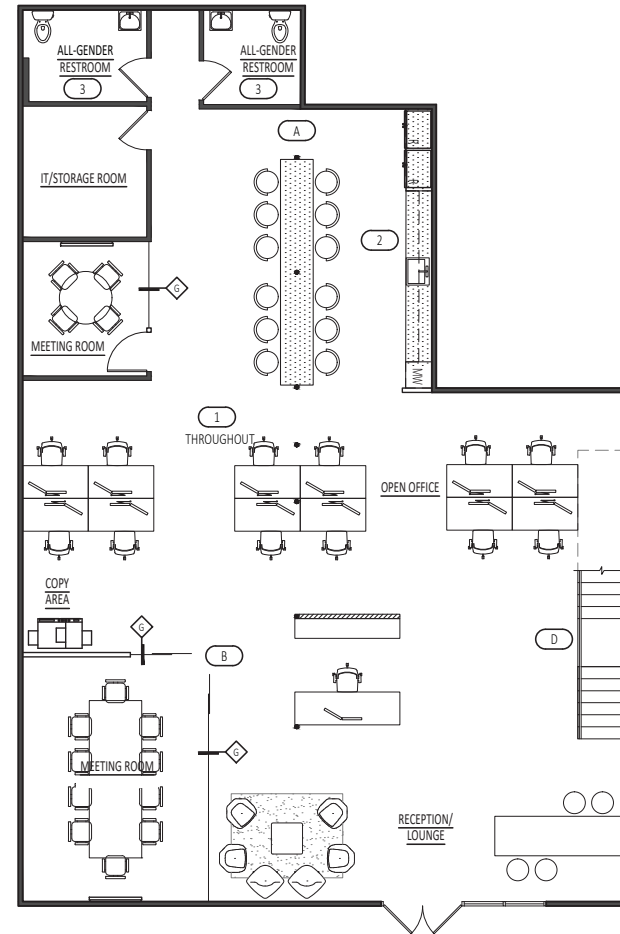 ALL-GENDER
RESTROOM
3
ALL-GENDER
RESTROOM
3
A
IT/STORAGE ROOM
R
R
2
G
MEETING ROOM
MW
1
THROUGHOUT
OPEN OFFICE
COPY
AREA
G
B
D
G
MEETING ROOM
RECEPTION/
LOUNGE